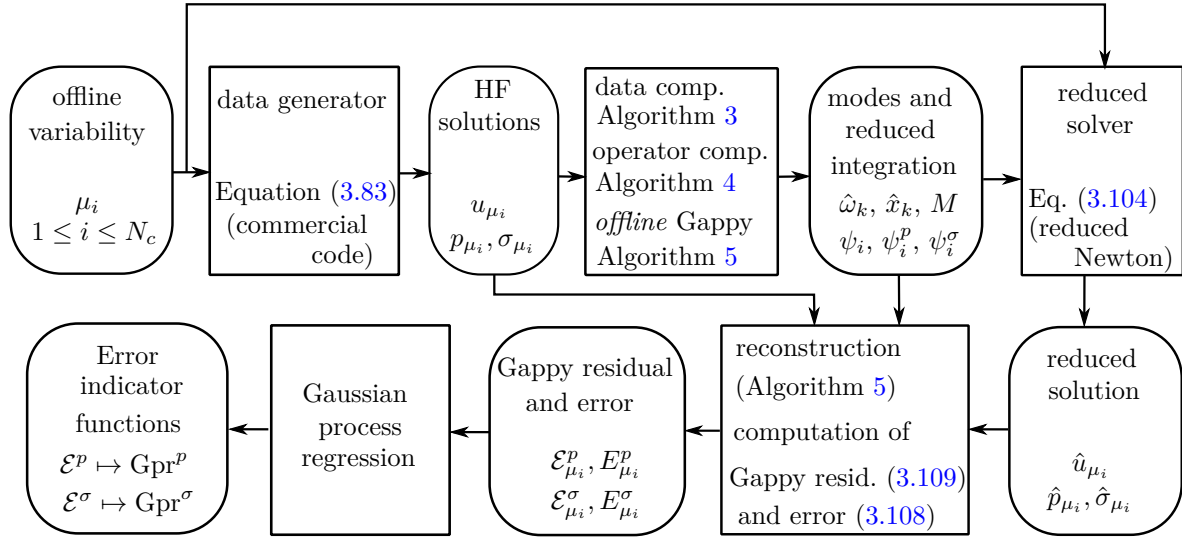 offline
variability
μ_i
1 ≤ i ≤ N_c
data generator
Equation (3.83)
(commercial
code)
HF
solutions
u_{μ_i}
p_{μ_i}, σ_{μ_i}
data comp.
Algorithm 3
operator comp.
Algorithm 4
offline Gappy
Algorithm 5
modes and
reduced
integration
ω̂_k, x̂_k, M
ψ_i, ψ_i^p, ψ_i^σ
reduced
solver
Eq. (3.104)
(reduced
Newton)
Error
indicator
functions
ℰ^p ↦ Gpr^p
ℰ^σ ↦ Gpr^σ
Gaussian
process
regression
Gappy residual
and error
ℰ^p_{μ_i}, E^p_{μ_i}
ℰ^σ_{μ_i}, E^σ_{μ_i}
reconstruction
(Algorithm 5)
computation of
Gappy resid. (3.109)
and error (3.108)
reduced
solution
û_{μ_i}
p̂_{μ_i}, σ̂_{μ_i}